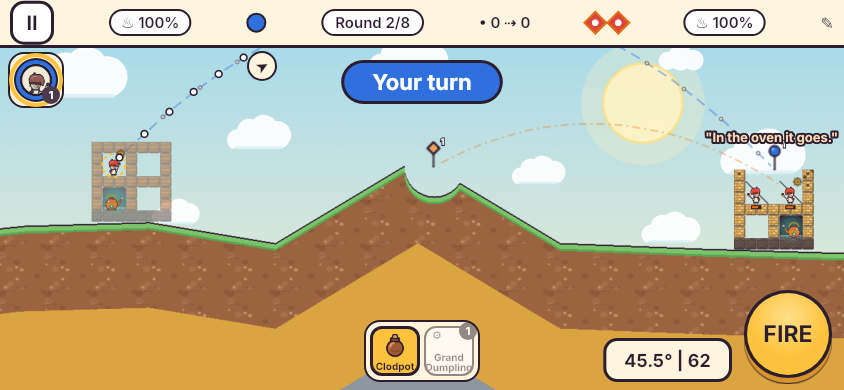 100%
Round 2/8
• 0 ⇢ 0
100%
1
Your turn
1
"In the oven it goes."
Clodpot
1
Grand
Dumpling
45.5° | 62
FIRE